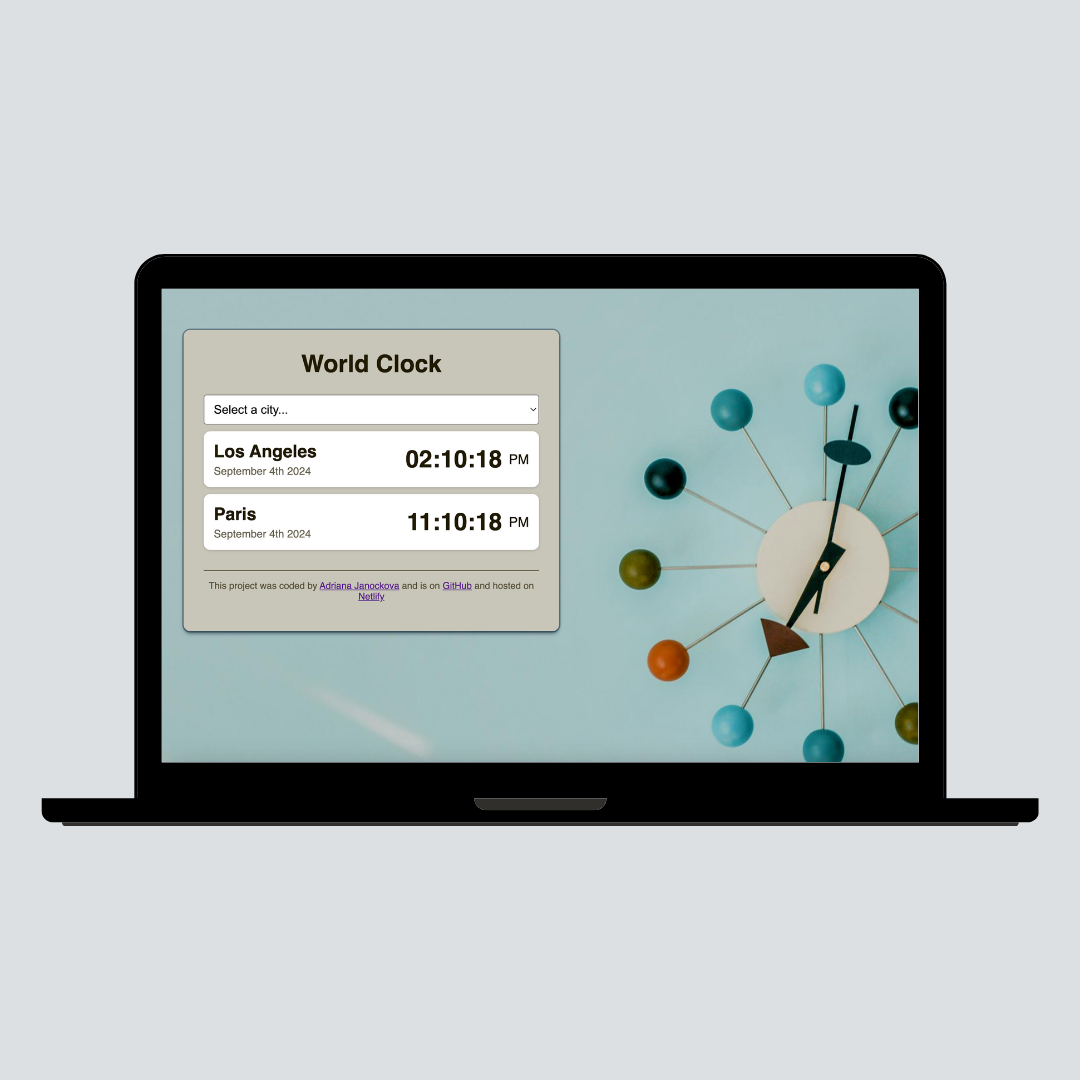 World Clock
Select a city...
Los Angeles
September 4th 2024
02:10:18 PM
Paris
September 4th 2024
11:10:18 PM
This project was coded by Adriana Janockova and is on GitHub and hosted on
Netlify